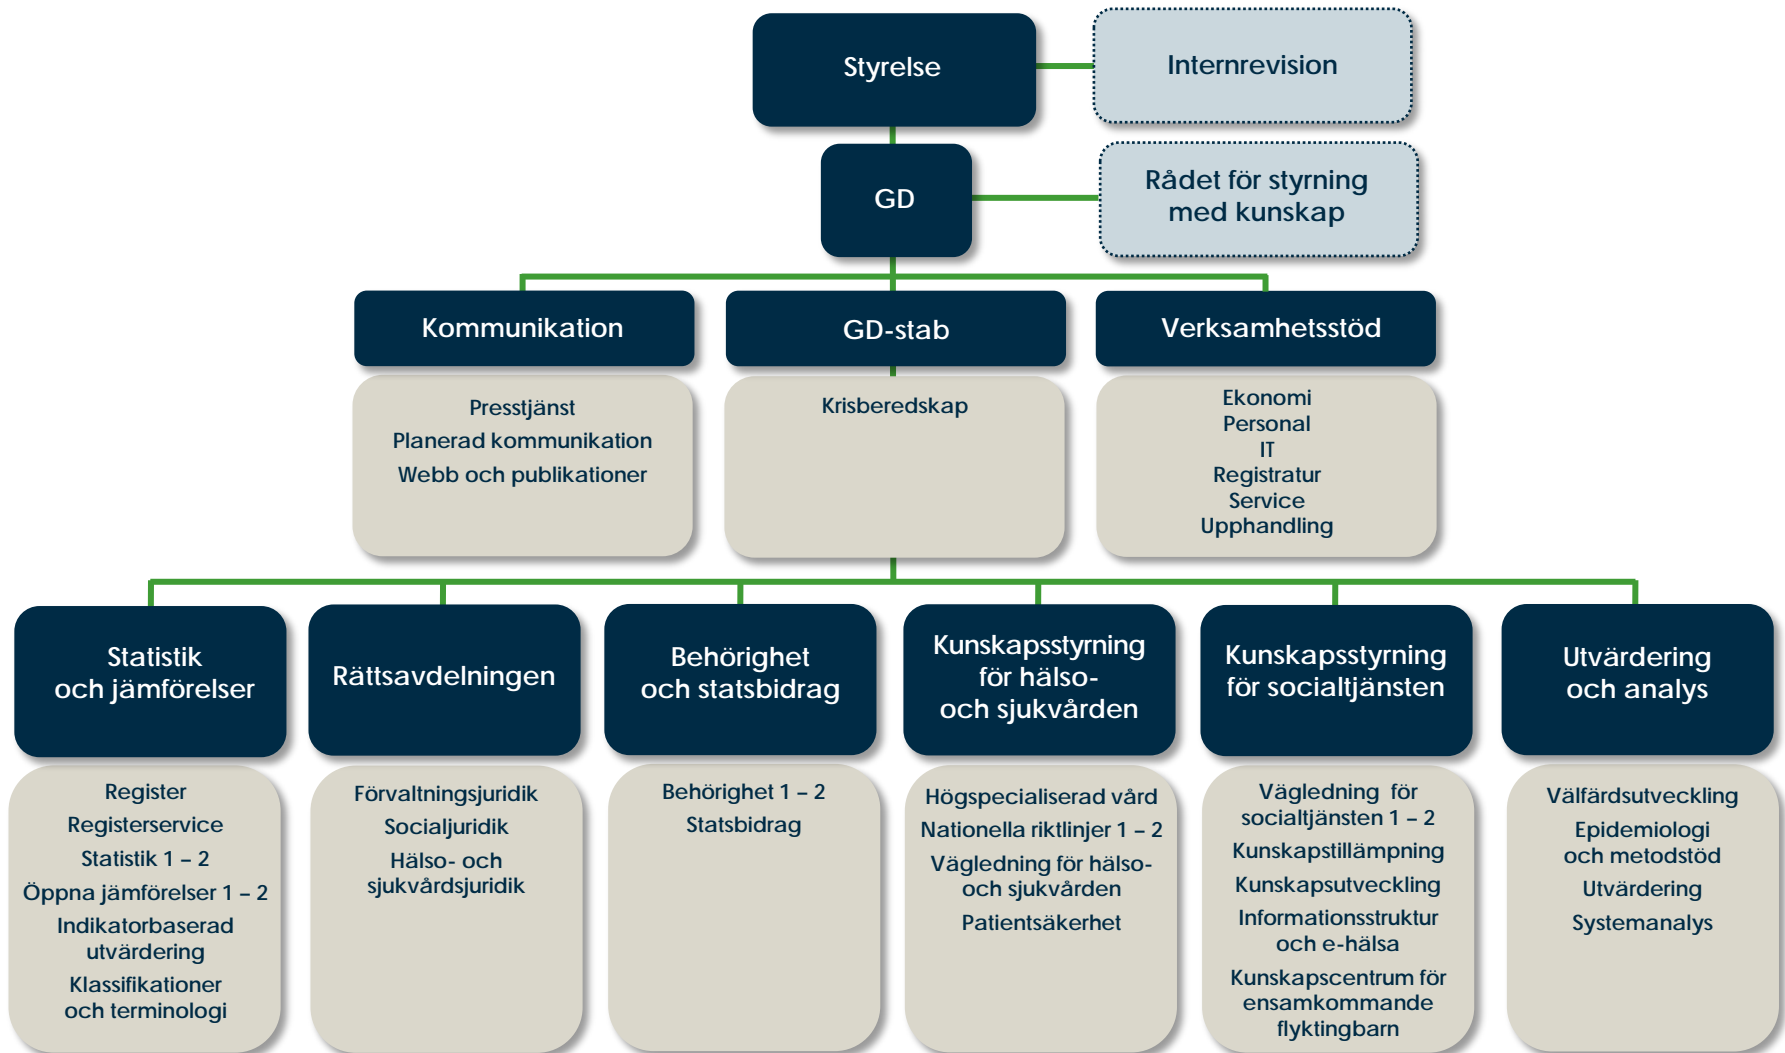 Styrelse
Internrevision
GD
Rådet för styrning
med kunskap
Kommunikation
GD-stab
Verksamhetsstöd
Presstjänst
Planerad kommunikation
Webb och publikationer
Krisberedskap
Ekonomi
Personal
IT
Registratur
Service
Upphandling
Statistik
och jämförelser
Rättsavdelningen
Behörighet
och statsbidrag
Kunskapsstyrning
för hälso-
och sjukvården
Kunskapsstyrning
för socialtjänsten
Utvärdering
och analys
Register
Registerservice
Statistik 1 – 2
Öppna jämförelser 1 – 2
Indikatorbaserad
utvärdering
Klassifikationer
och terminologi
Förvaltningsjuridik
Socialjuridik
Hälso- och
sjukvårdsjuridik
Behörighet 1 – 2
Statsbidrag
Högspecialiserad vård
Nationella riktlinjer 1 – 2
Vägledning för hälso-
och sjukvården
Patientsäkerhet
Vägledning för
socialtjänsten 1 – 2
Kunskapstillämpning
Kunskapsutveckling
Informationsstruktur
och e-hälsa
Kunskapscentrum för
ensamkommande
flyktingbarn
Välfärdsutveckling
Epidemiologi
och metodstöd
Utvärdering
Systemanalys